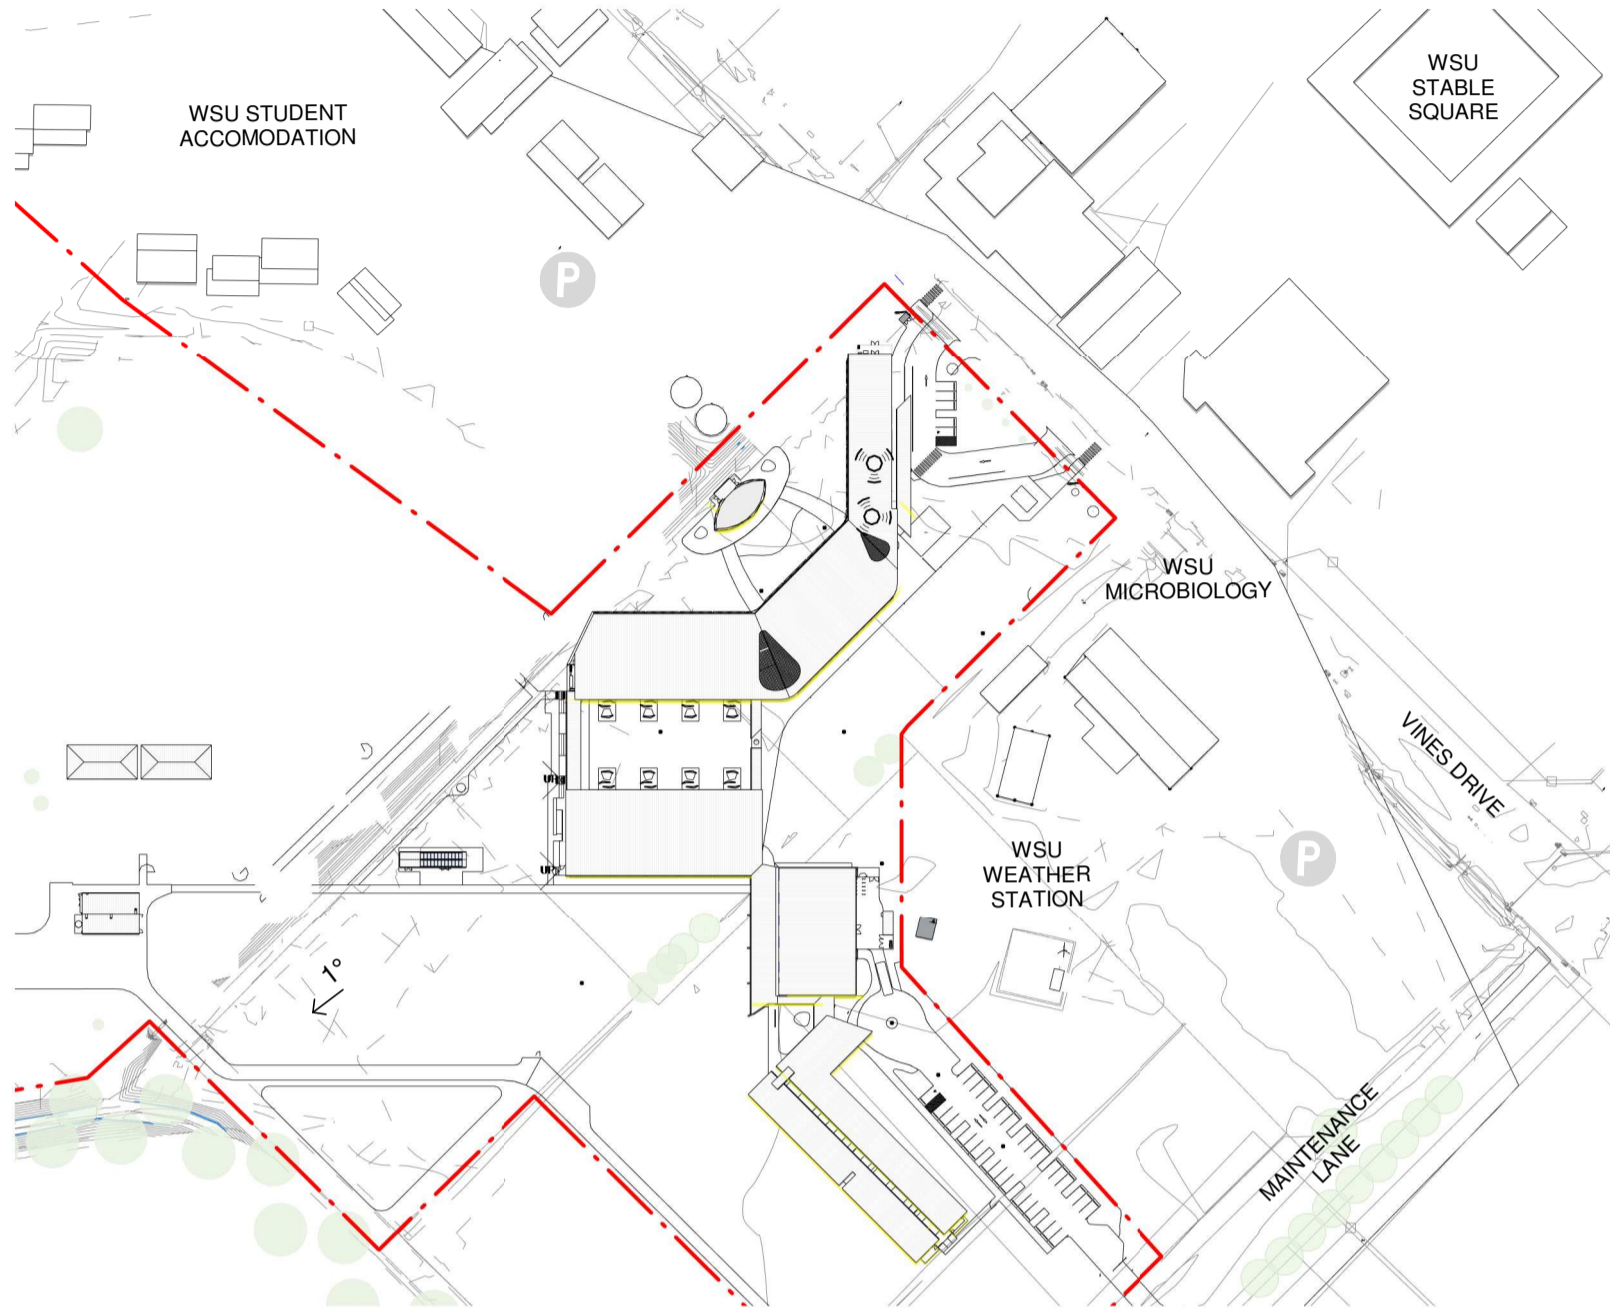 WSU
STABLE
SQUARE
WSU STUDENT
ACCOMODATION
P
WSU
MICROBIOLOGY
VINES DRIVE
WSU
WEATHER
STATION
P
1°
MAINTENANCE
LANE